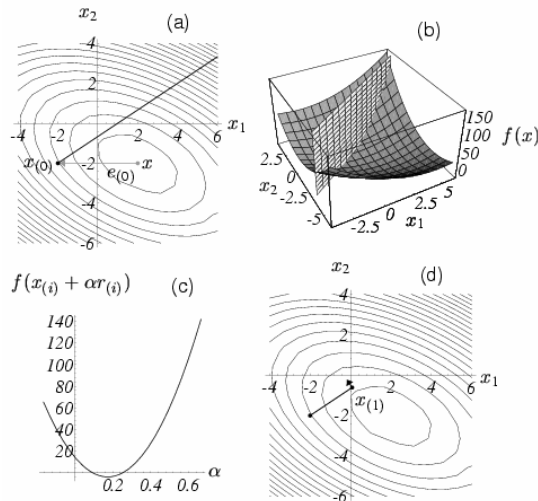 x₂ (a)
4
2
-4 -2 2 4 6 x₁
x₍₀₎ e₍₀₎ x
-2
-4
-6
(b)
150
100
50
0
f(x)
2.5
0
-2.5
-5
x₂
-2.5 0 2.5 5
x₁
f(x₍ᵢ₎ + αr₍ᵢ₎) (c)
140
120
100
80
60
40
20
0.2 0.4 0.6 α
x₂ (d)
4
2
-4 -2 2 4 6 x₁
x₍₁₎
-2
-4
-6